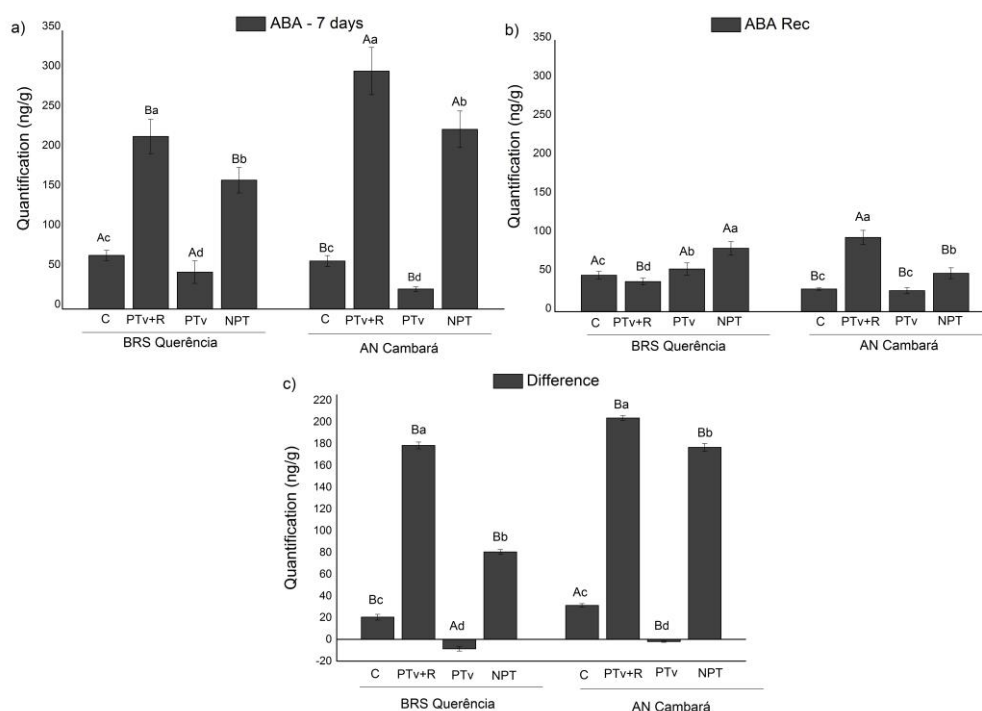 a)
ABA - 7 days
Quantification (ng/g)
350
300
250
200
150
100
50
0
Ac
Ba
Ad
Bb
Bc
Aa
Bd
Ab
C PTv+R PTv NPT C PTv+R PTv NPT
BRS Querência AN Cambará
b)
ABA Rec
Quantification (ng/g)
350
300
250
200
150
100
50
0
Ac
Bd
Ab
Aa
Bc
Aa
Bc
Bb
C PTv+R PTv NPT C PTv+R PTv NPT
BRS Querência AN Cambará
c)
Difference
Quantification (ng/g)
220
200
180
160
140
120
100
80
60
40
20
0
-20
Bc
Ba
Ad
Bb
Ac
Ba
Bd
Bb
C PTv+R PTv NPT C PTv+R PTv NPT
BRS Querência AN Cambará